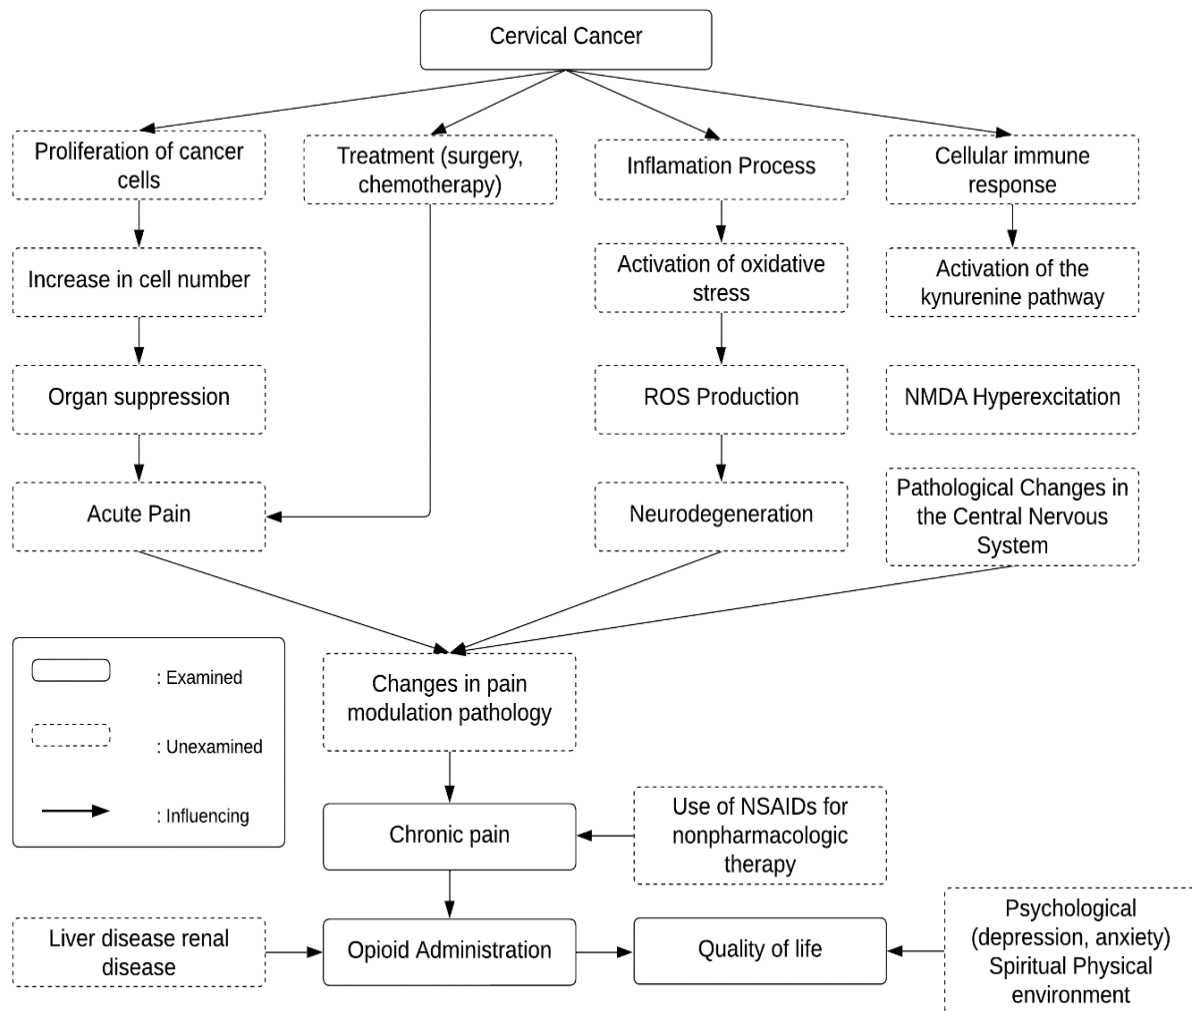 Cervical Cancer
Proliferation of cancer
cells
Treatment (surgery,
chemotherapy)
Inflamation Process
Cellular immune
response
Increase in cell number
Activation of oxidative
stress
Activation of the
kynurenine pathway
Organ suppression
ROS Production
NMDA Hyperexcitation
Acute Pain
Neurodegeneration
Pathological Changes in
the Central Nervous
System
Changes in pain
modulation pathology
: Examined
: Unexamined
: Influencing
Chronic pain
Use of NSAIDs for
nonpharmacologic
therapy
Liver disease renal
disease
Opioid Administration
Quality of life
Psychological
(depression, anxiety)
Spiritual Physical
environment